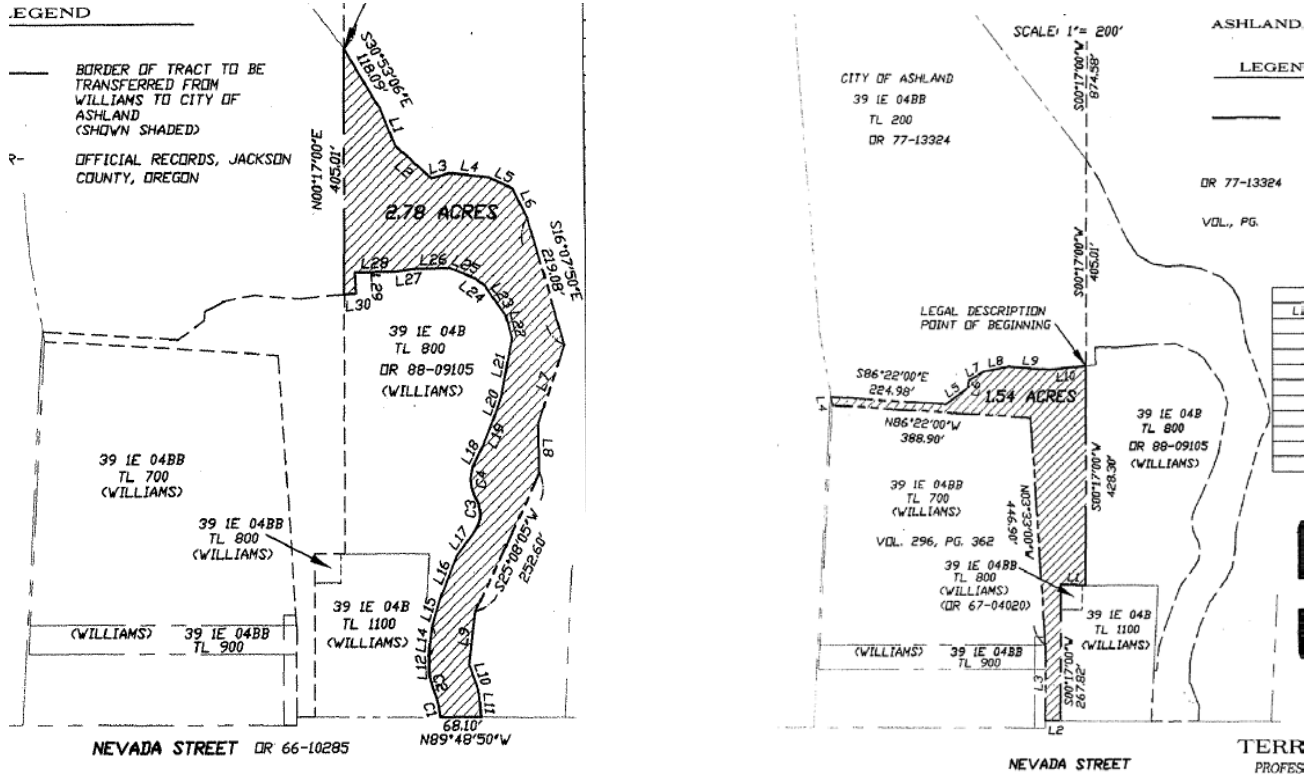 LEGEND
BORDER OF TRACT TO BE
TRANSFERRED FROM
WILLIAMS TO CITY OF
ASHLAND
(SHOWN SHADED)
R-
OFFICIAL RECORDS, JACKSON
COUNTY, OREGON
S30°53'06"E
118.09'
N00°17'00"E
405.01'
L1
L2
L3
L4
L5
L6
2.78 ACRES
S16°07'50"E
219.08'
L28
L29
L30
L27
L26
L25
L24
L23
L22
39 1E 04B
TL 800
OR 88-09105
(WILLIAMS)
L21
L20
L19
L18
C4
C3
L17
L16
L15
L14
L12
C2
C1
L7
L8
S25°08'05"W
252.60'
L9
L10
L11
39 1E 04BB
TL 700
(WILLIAMS)
39 1E 04BB
TL 800
(WILLIAMS)
39 1E 04B
TL 1100
(WILLIAMS)
(WILLIAMS)
39 1E 04BB
TL 900
68.10'
N89°48'50"W
NEVADA STREET OR 66-10285
SCALE: 1"= 200'
ASHLAND
LEGEN
CITY OF ASHLAND
39 1E 04BB
TL 200
OR 77-13324
S00°17'00"W
874.58'
OR 77-13324
VOL., PG.
S00°17'00"W
405.01'
LEGAL DESCRIPTION
POINT OF BEGINNING
S86°22'00"E
224.98'
L4
L5
L6
L7
L8
L9
L10
1.54 ACRES
N86°22'00"W
388.90'
39 1E 04B
TL 800
OR 88-09105
(WILLIAMS)
S00°17'00"W
428.30'
N03°33'00"W
446.90'
39 1E 04BB
TL 700
(WILLIAMS)
VOL. 296, PG. 362
39 1E 04BB
TL 800
(WILLIAMS)
(OR 67-04020)
L1
39 1E 04B
TL 1100
(WILLIAMS)
(WILLIAMS)
39 1E 04BB
TL 900
L3
S00°17'00"W
267.82'
L2
NEVADA STREET
TERR
PROFES